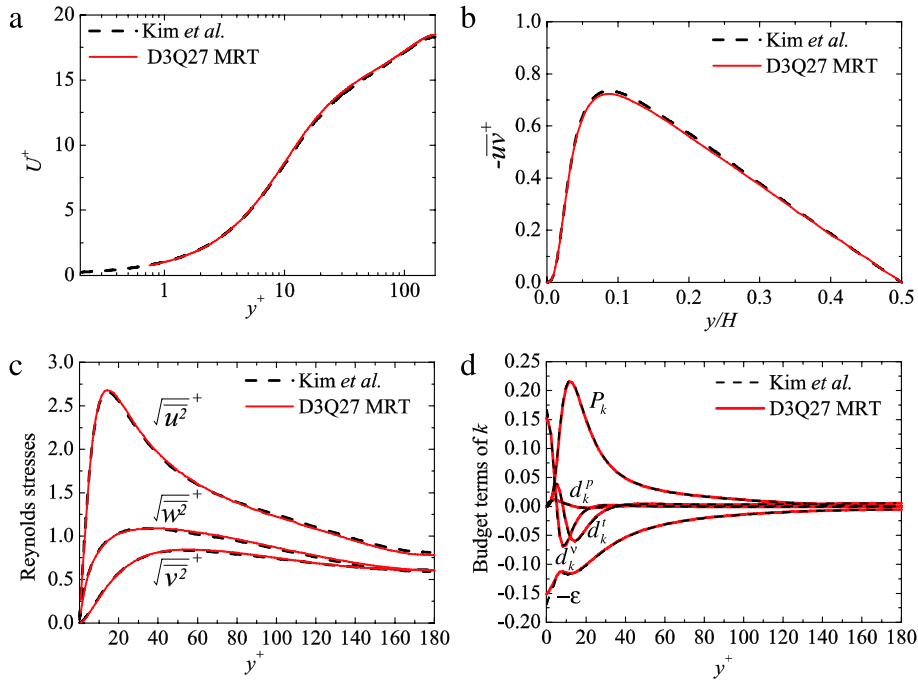 a
20
15
10
5
0
U⁺
1 10 100
y⁺
Kim et al.
D3Q27 MRT
b
1.0
0.8
0.6
0.4
0.2
0.0
-u̅v̅⁺
0.0 0.1 0.2 0.3 0.4 0.5
y/H
Kim et al.
D3Q27 MRT
c
3.0
2.5
2.0
1.5
1.0
0.5
0.0
Reynolds stresses
20 40 60 80 100 120 140 160 180
y⁺
Kim et al.
D3Q27 MRT
√u̅²⁺
√w̅²⁺
√v̅²⁺
d
0.25
0.20
0.15
0.10
0.05
0.00
-0.05
-0.10
-0.15
-0.20
Budget terms of k
0 20 40 60 80 100 120 140 160 180
y⁺
Kim et al.
D3Q27 MRT
Pₖ
dₖᵖ
dₖᵗ
dₖᵛ
−ε